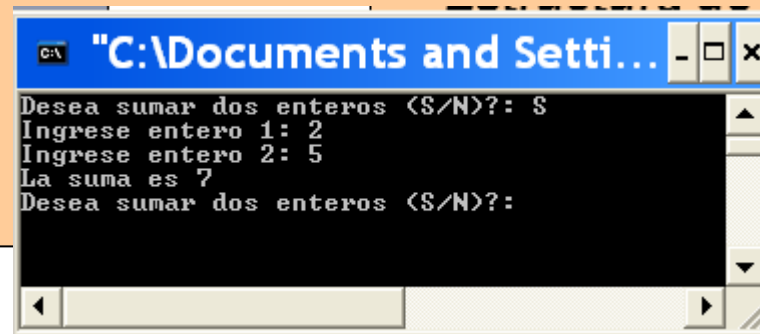 "C:\Documents and Setti...
Desea sumar dos enteros (S/N)?: S
Ingrese entero 1: 2
Ingrese entero 2: 5
La suma es 7
Desea sumar dos enteros (S/N)?: